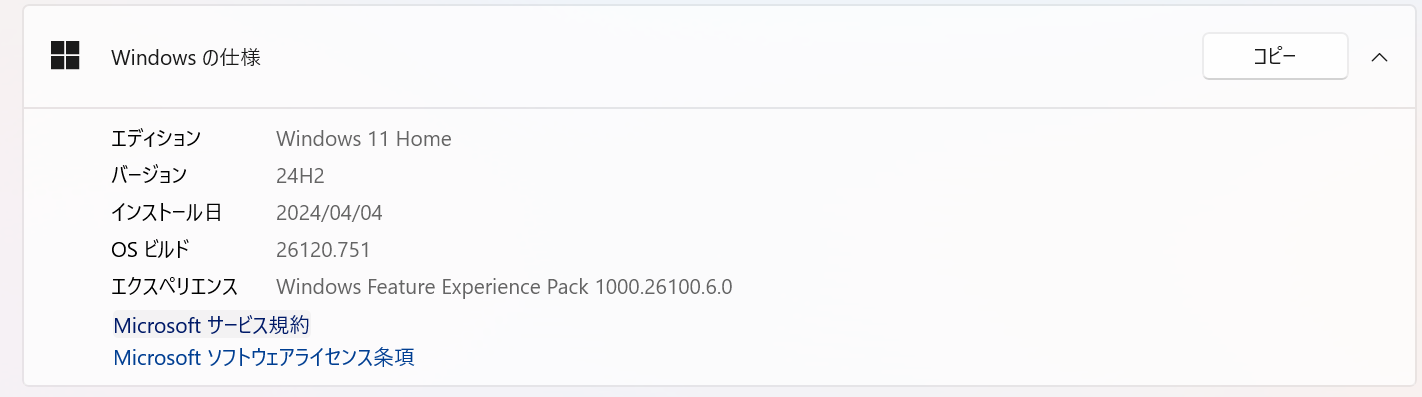 Windows の仕様
コピー
エディション Windows 11 Home
バージョン 24H2
インストール日 2024/04/04
OS ビルド 26120.751
エクスペリエンス Windows Feature Experience Pack 1000.26100.6.0
Microsoft サービス規約
Microsoft ソフトウェアライセンス条項